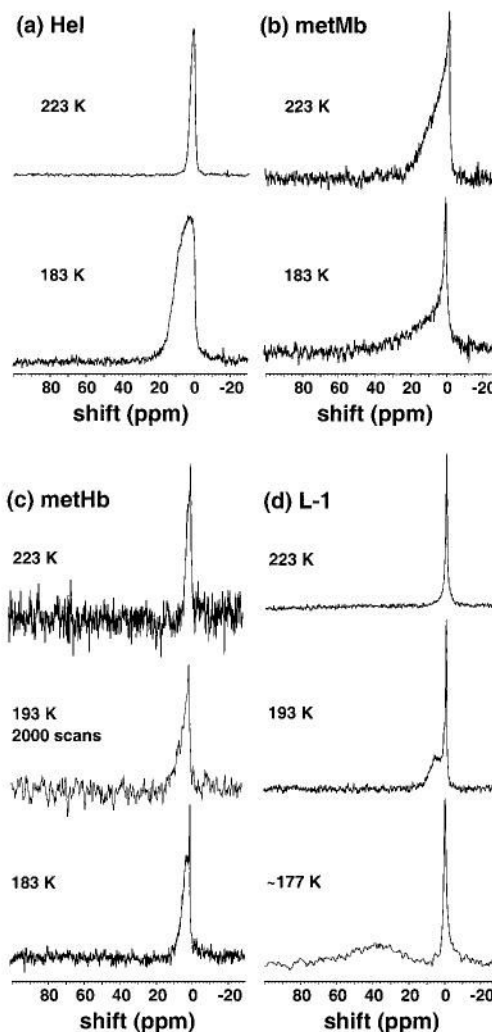 (a) Hel
223 K
183 K
80 60 40 20 0 -20
shift (ppm)
(b) metMb
223 K
183 K
80 60 40 20 0 -20
shift (ppm)
(c) metHb
223 K
193 K
2000 scans
183 K
80 60 40 20 0 -20
shift (ppm)
(d) L-1
223 K
193 K
~177 K
80 60 40 20 0 -20
shift (ppm)